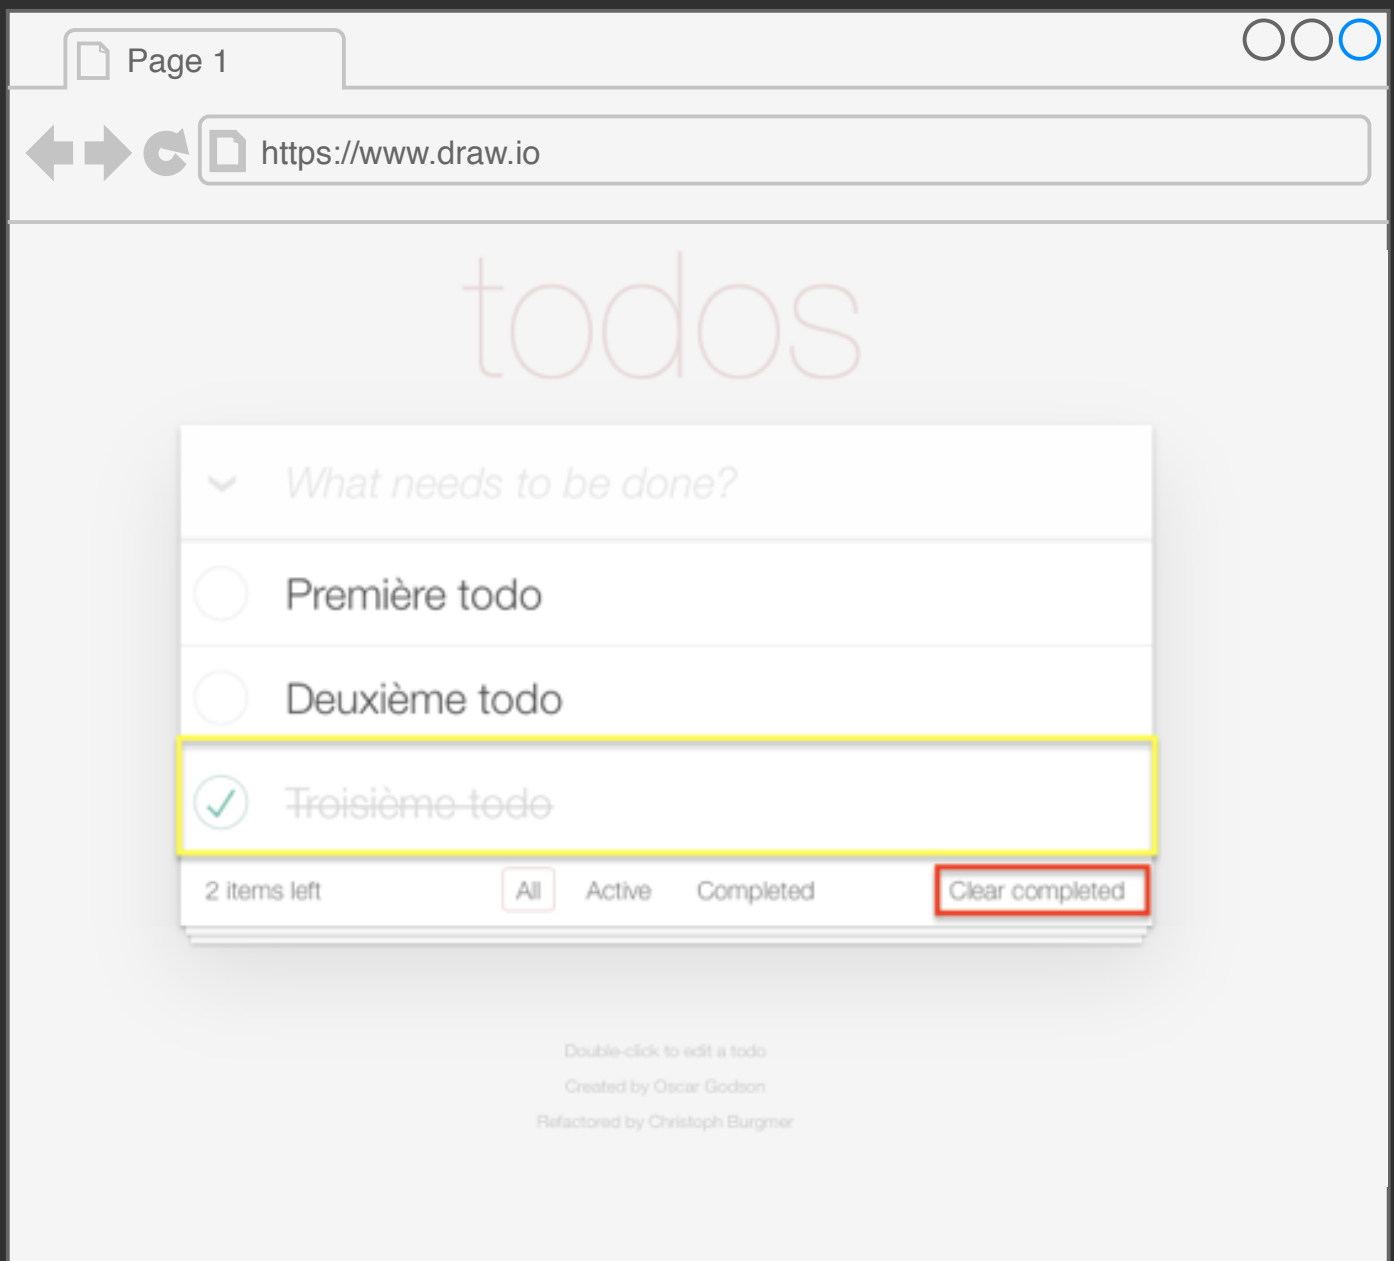 Page 1
https://www.draw.io
todos
What needs to be done?
Première todo
Deuxième todo
Troisième todo
2 items left All Active Completed Clear completed
Double-click to edit a todo
Created by Oscar Godson
Refactored by Christoph Burgmer